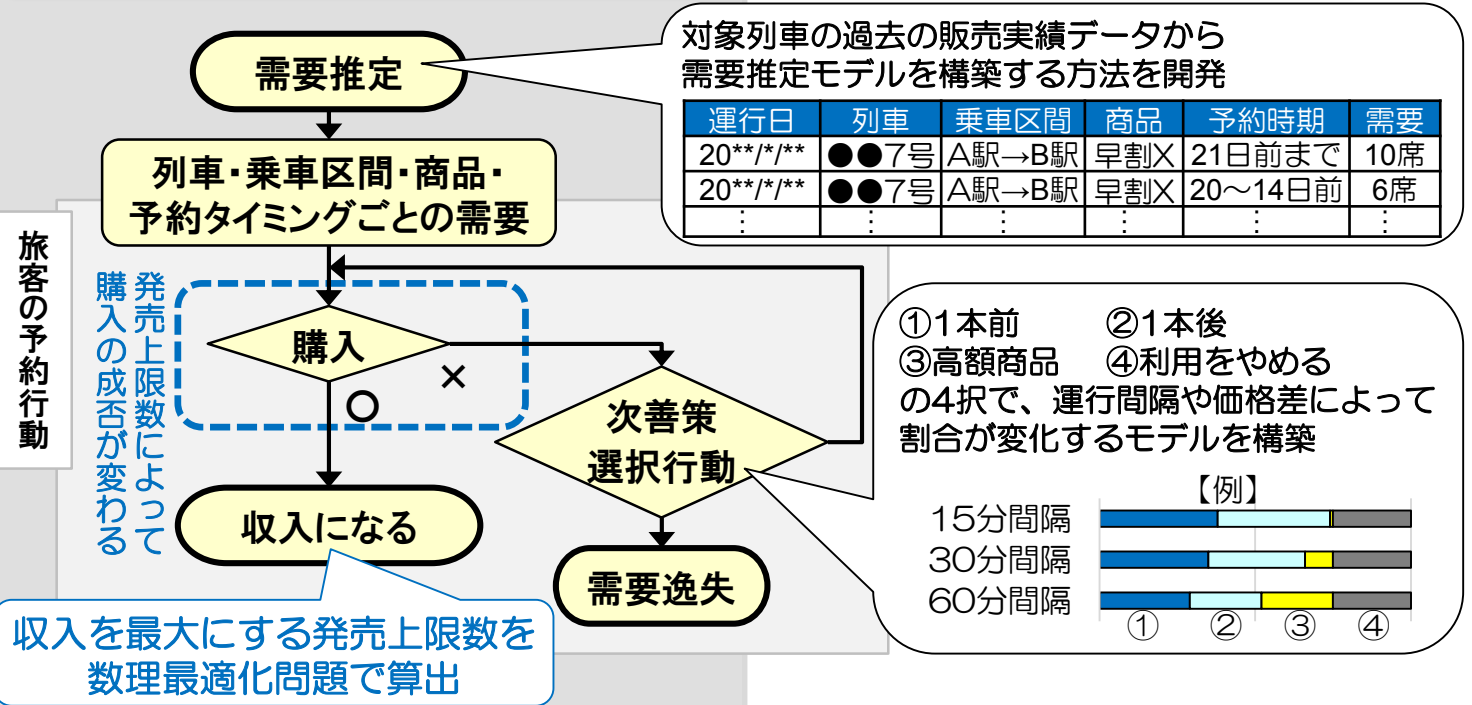 需要推定
対象列車の過去の販売実績データから
需要推定モデルを構築する方法を開発
運行日 列車 乗車区間 商品 予約時期 需要
20**/*/** ●●7号 A駅→B駅 早割X 21日前まで 10席
20**/*/** ●●7号 A駅→B駅 早割X 20～14日前 6席
⋮ ⋮ ⋮ ⋮ ⋮ ⋮
列車・乗車区間・商品・
予約タイミングごとの需要
旅客の予約行動
発売上限数によって
購入の成否が変わる
購入
×
○
次善策
選択行動
①1本前 ②1本後
③高額商品 ④利用をやめる
の4択で、運行間隔や価格差によって
割合が変化するモデルを構築
【例】
15分間隔
30分間隔
60分間隔
① ② ③ ④
収入になる
需要逸失
収入を最大にする発売上限数を
数理最適化問題で算出